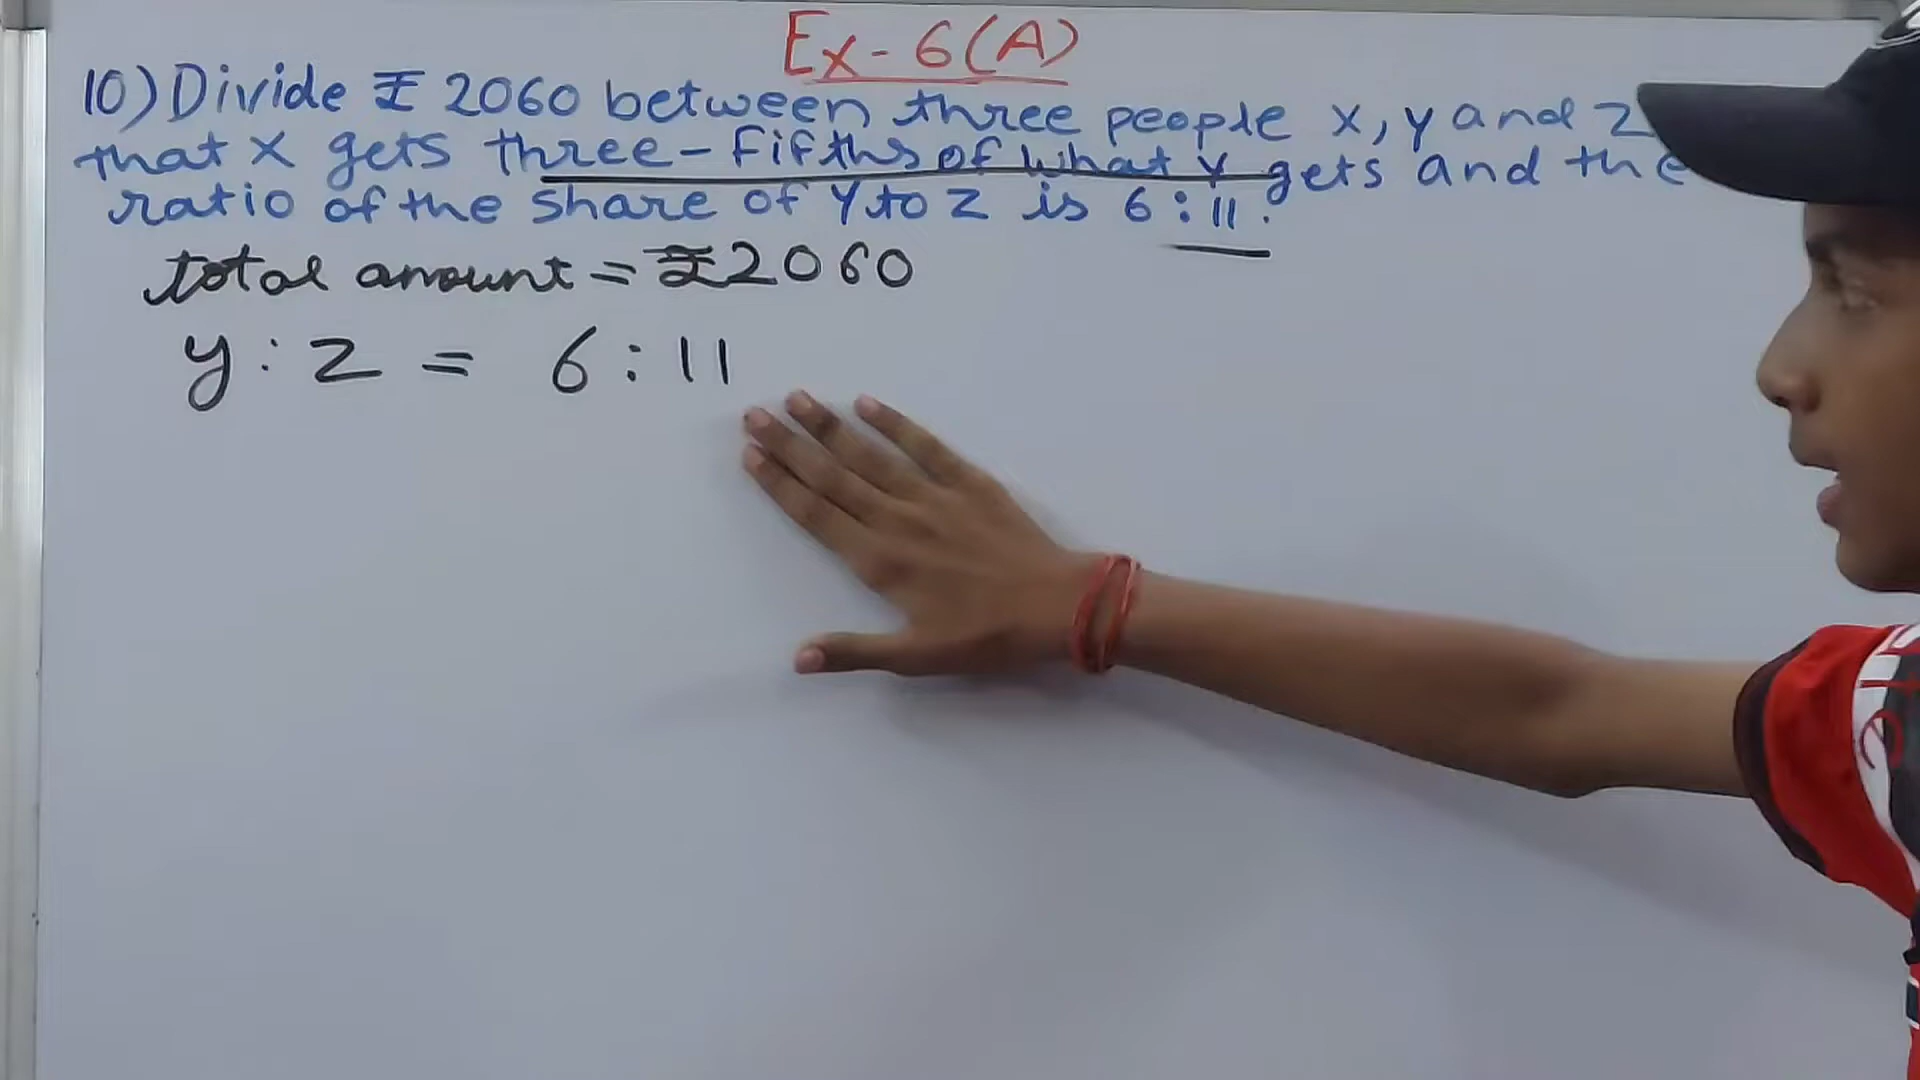 Ex-6(A)
10) Divide ₹ 2060 between three people x, y and z
that x gets three-fifths of what y gets and the
ratio of the share of Y to Z is 6:11.
total amount = ₹2060
y:z = 6:11